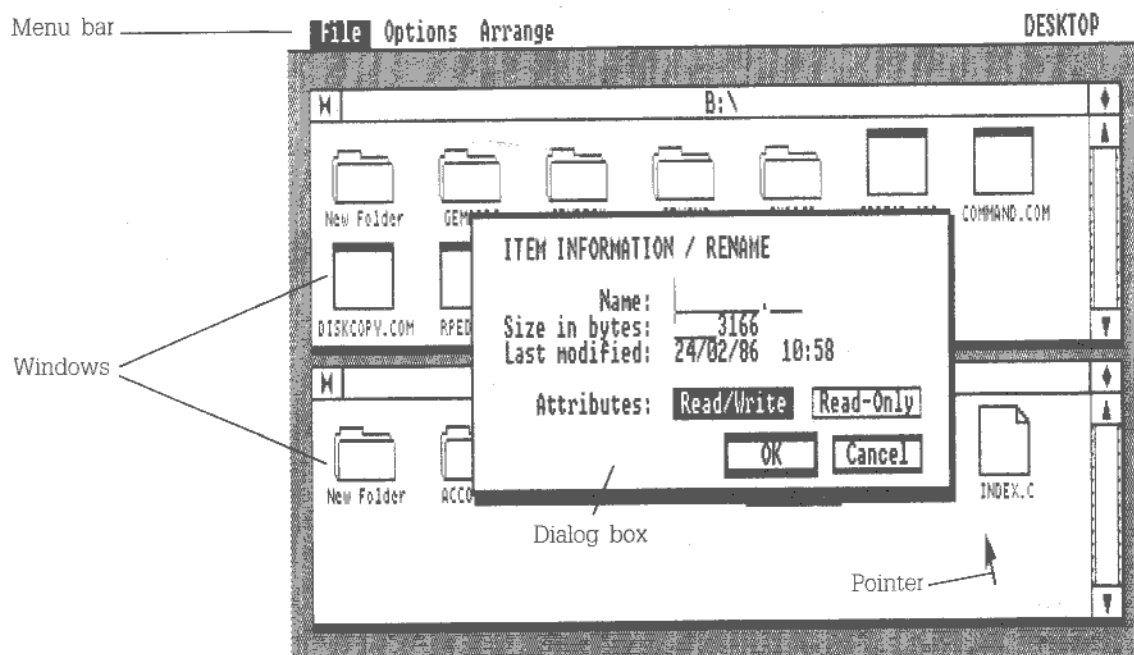 Menu bar
File Options Arrange DESKTOP
B:\
New Folder
COMMAND.COM
DISKCOPY.COM
ITEM INFORMATION / RENAME
Name: ________.___
Size in bytes: 3166
Last modified: 24/02/86 10:58
Attributes: Read/Write Read-Only
OK Cancel
Windows
New Folder
INDEX.C
Dialog box
Pointer